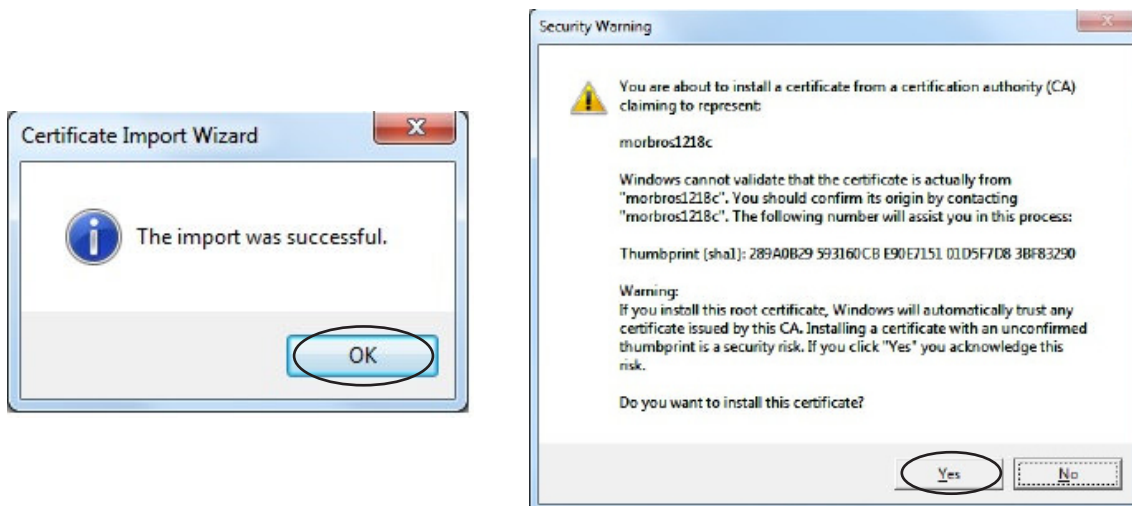 Certificate Import Wizard
The import was successful.
OK
Security Warning
You are about to install a certificate from a certification authority (CA)
claiming to represent:
morbros1218c
Windows cannot validate that the certificate is actually from
"morbros1218c". You should confirm its origin by contacting
"morbros1218c". The following number will assist you in this process:
Thumbprint (sha1): 289A0B29 593160CB E90E7151 01D5F7D8 3BF83290
Warning:
If you install this root certificate, Windows will automatically trust any
certificate issued by this CA. Installing a certificate with an unconfirmed
thumbprint is a security risk. If you click "Yes" you acknowledge this
risk.
Do you want to install this certificate?
Yes
No